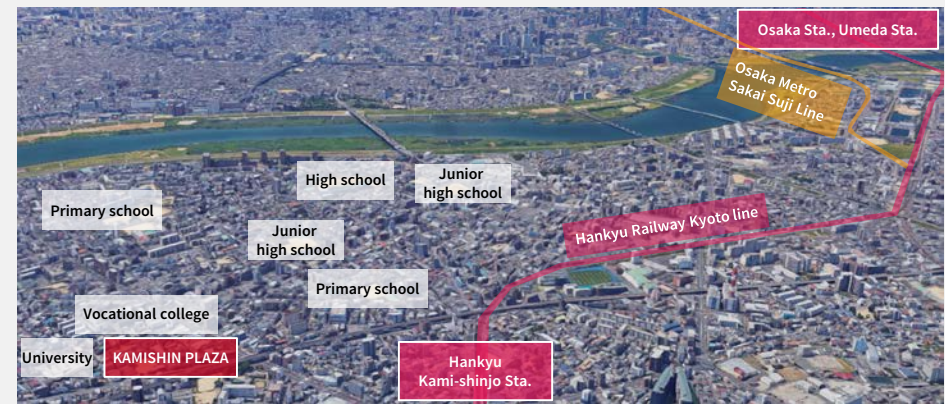 Osaka Sta., Umeda Sta.
Osaka Metro
Sakai Suji Line
High school
Junior
high school
Primary school
Hankyu Railway Kyoto line
Junior
high school
Primary school
Vocational college
University
KAMISHIN PLAZA
Hankyu
Kami-shinjo Sta.